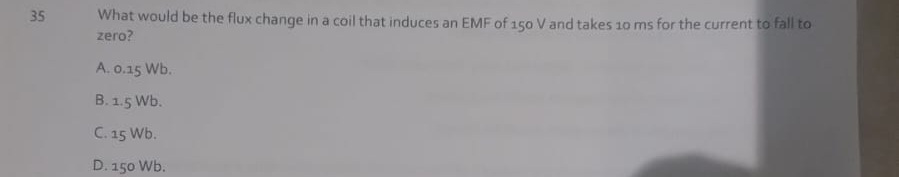 35 What would be the flux change in a coil that induces an EMF of 150 V and takes 10 ms for the current to fall to
zero?
A. 0.15 Wb.
B. 1.5 Wb.
C. 15 Wb.
D. 150 Wb.